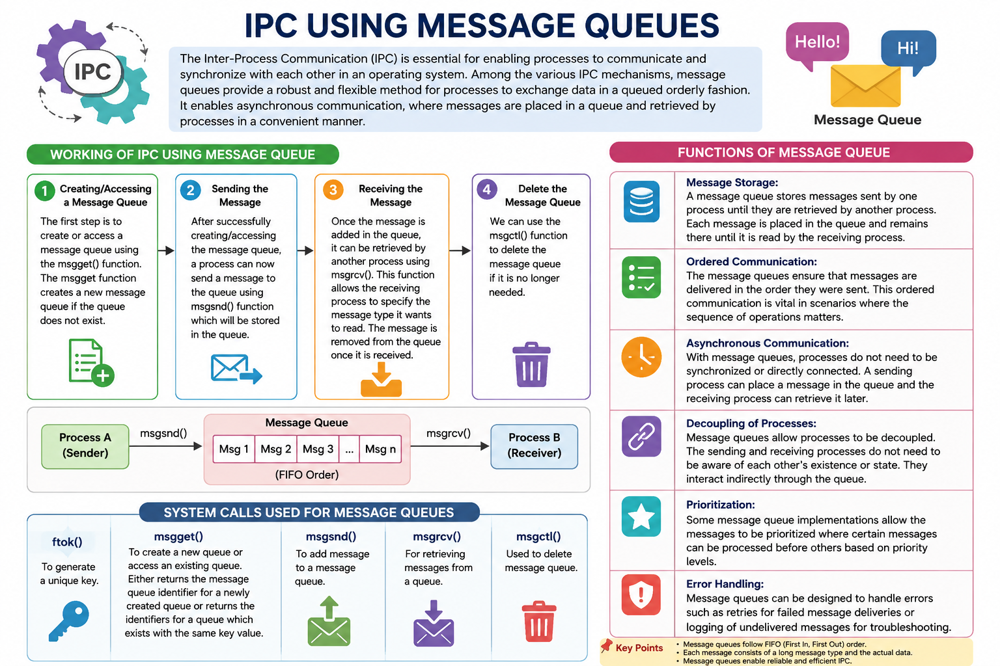 IPC USING MESSAGE QUEUES
IPC
The Inter-Process Communication (IPC) is essential for enabling processes to communicate and
synchronize with each other in an operating system. Among the various IPC mechanisms, message
queues provide a robust and flexible method for processes to exchange data in a queued orderly fashion.
It enables asynchronous communication, where messages are placed in a queue and retrieved by
processes in a convenient manner.
Hello!
Hi!
Message Queue
WORKING OF IPC USING MESSAGE QUEUE
1
Creating/Accessing
a Message Queue
The first step is to
create or access a
message queue using
the msgget() function.
The msgget function
creates a new message
queue if the queue
does not exist.
2
Sending the
Message
After successfully
creating/accessing
the message queue,
a process can now
send a message to
the queue using
msgsnd() function
which will be stored
in the queue.
3
Receiving the
Message
Once the message is
added in the queue,
it can be retrieved by
another process using
msgrcv(). This function
allows the receiving
process to specify the
message type it wants
to read. The message is
removed from the queue
once it is received.
4
Delete the
Message Queue
We can use the
msgctl() function
to delete the
message queue
if it is no longer
needed.
Process A
(Sender)
msgsnd()
Message Queue
Msg 1 Msg 2 Msg 3 ... Msg n
(FIFO Order)
msgrcv()
Process B
(Receiver)
SYSTEM CALLS USED FOR MESSAGE QUEUES
ftok()
To generate
a unique key.
msgget()
To create a new queue or
access an existing queue.
Either returns the message
queue identifier for a newly
created queue or returns the
identifiers for a queue which
exists with the same key value.
msgsnd()
To add message
to a message
queue.
msgrcv()
For retrieving
messages from
a queue.
msgctl()
Used to delete
message queue.
FUNCTIONS OF MESSAGE QUEUE
Message Storage:
A message queue stores messages sent by one
process until they are retrieved by another process.
Each message is placed in the queue and remains
there until it is read by the receiving process.
Ordered Communication:
The message queues ensure that messages are
delivered in the order they were sent. This ordered
communication is vital in scenarios where the
sequence of operations matters.
Asynchronous Communication:
With message queues, processes do not need to be
synchronized or directly connected. A sending
process can place a message in the queue and the
receiving process can retrieve it later.
Decoupling of Processes:
Message queues allow processes to be decoupled.
The sending and receiving processes do not need to
be aware of each other's existence or state. They
interact indirectly through the queue.
Prioritization:
Some message queue implementations allow the
messages to be prioritized where certain messages
can be processed before others based on priority
levels.
Error Handling:
Message queues can be designed to handle errors
such as retries for failed message deliveries or
logging of undelivered messages for troubleshooting.
Key Points
• Message queues follow FIFO (First In, First Out) order.
• Each message consists of a long message type and the actual data.
• Message queues enable reliable and efficient IPC.